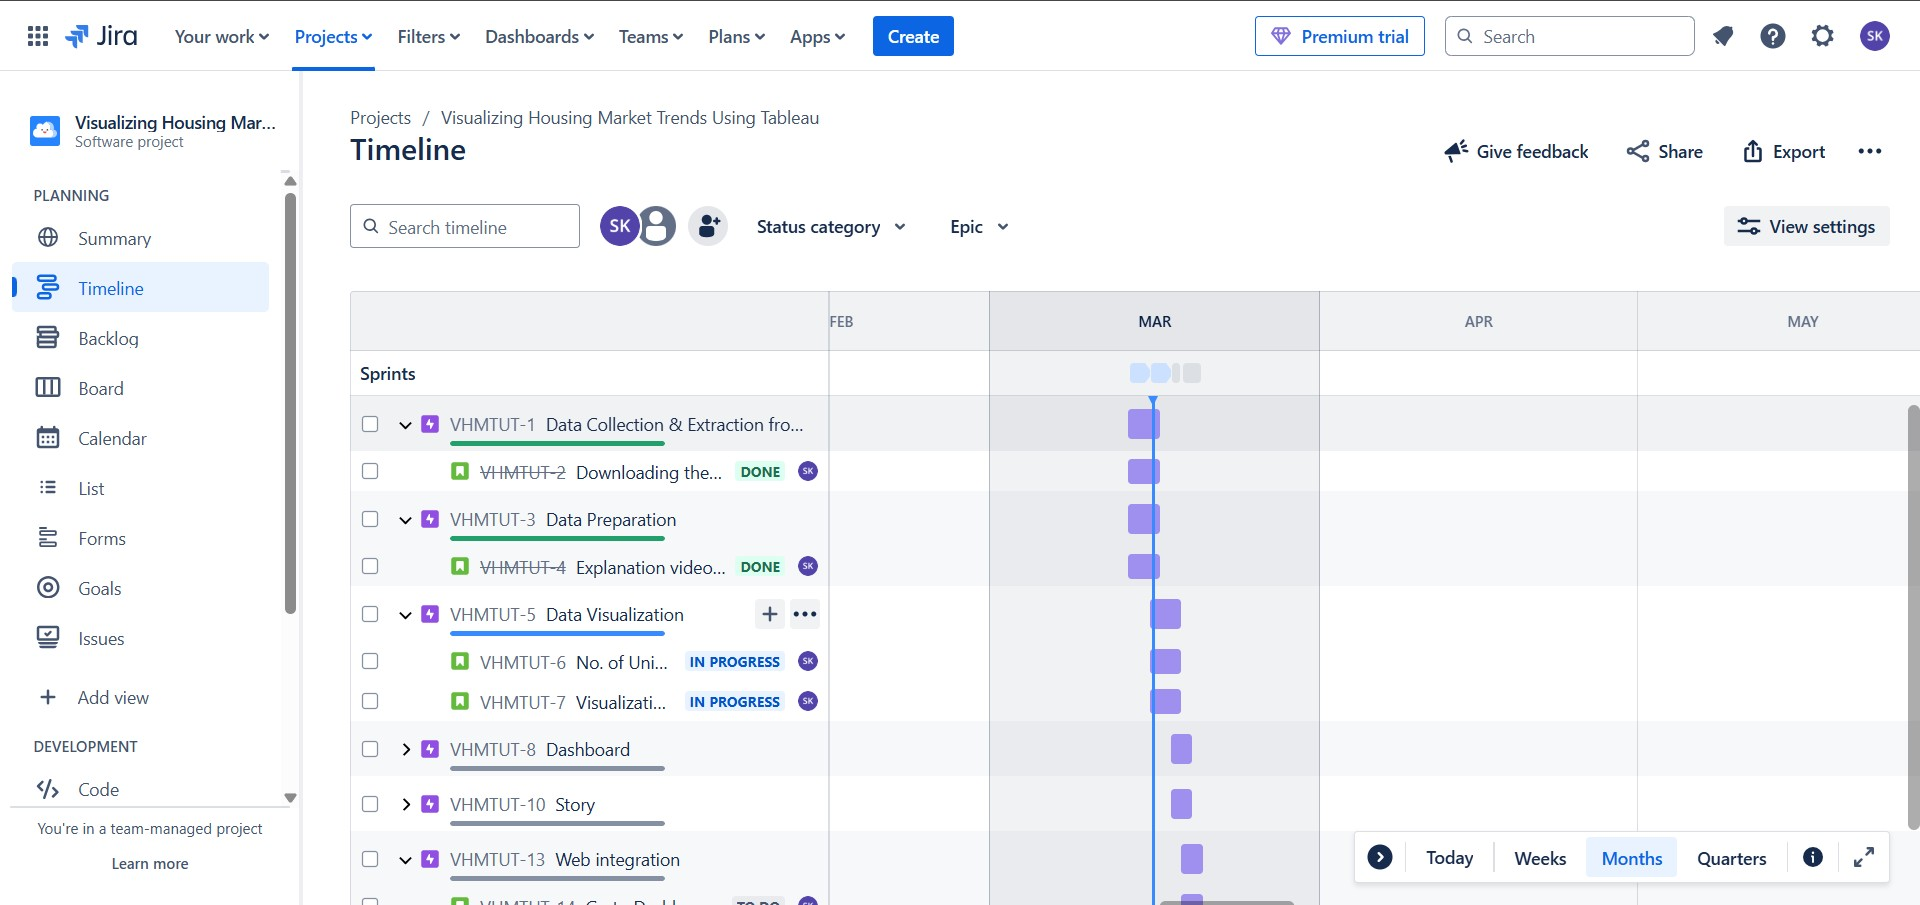 Jira
Your work
Projects
Filters
Dashboards
Teams
Plans
Apps
Create
Premium trial
Search
SK
Visualizing Housing Mar...
Software project
PLANNING
Summary
Timeline
Backlog
Board
Calendar
List
Forms
Goals
Issues
Add view
DEVELOPMENT
Code
You're in a team-managed project
Learn more
Projects / Visualizing Housing Market Trends Using Tableau
Timeline
Give feedback
Share
Export
Search timeline
SK
Status category
Epic
View settings
FEB
MAR
APR
MAY
Sprints
VHMTUT-1 Data Collection & Extraction fro...
VHMTUT-2 Downloading the... DONE SK
VHMTUT-3 Data Preparation
VHMTUT-4 Explanation video... DONE SK
VHMTUT-5 Data Visualization
VHMTUT-6 No. of Uni... IN PROGRESS SK
VHMTUT-7 Visualizati... IN PROGRESS SK
VHMTUT-8 Dashboard
VHMTUT-10 Story
VHMTUT-13 Web integration
Today
Weeks
Months
Quarters